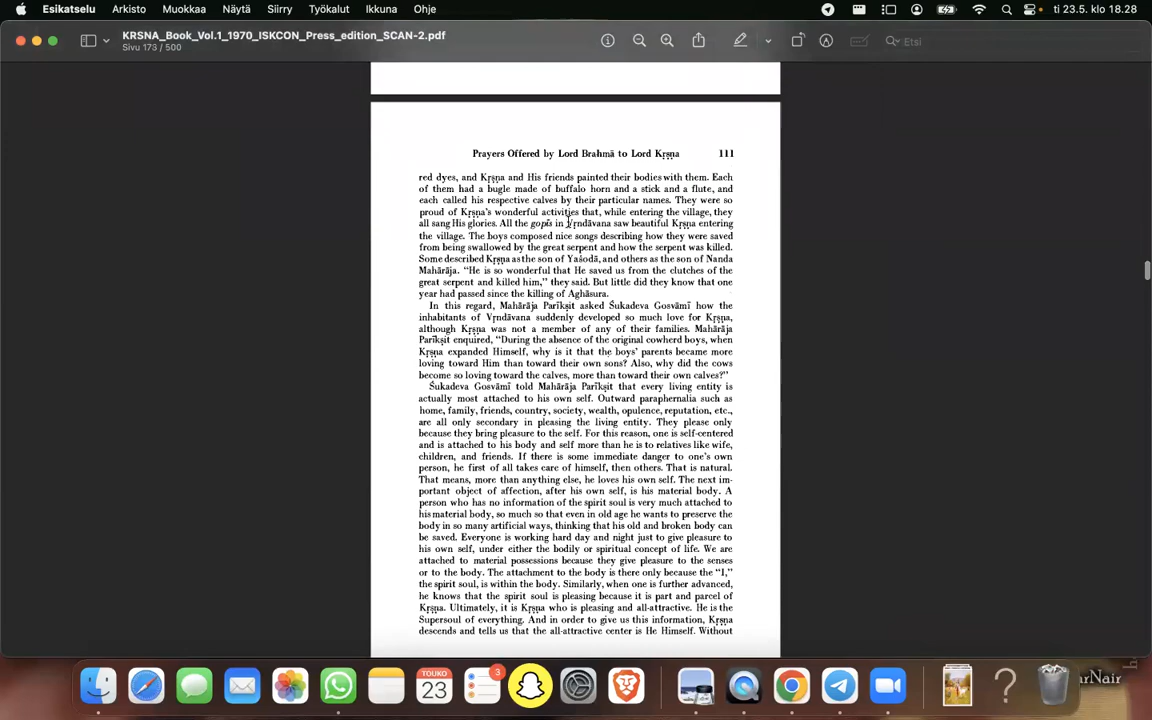 Esikatselu Arkisto Muokkaa Näytä Siirry Työkalut Ikkuna Ohje ti 23.5. klo 18.28
KRSNA_Book_Vol.1_1970_ISKCON_Press_edition_SCAN-2.pdf
Sivu 173 / 500
Etsi
Prayers Offered by Lord Brahmā to Lord Kṛṣṇa 111
red dyes, and Kṛṣṇa and His friends painted their bodies with them. Each
of them had a bugle made of buffalo horn and a stick and a flute, and
each called his respective calves by their particular names. They were so
proud of Kṛṣṇa's wonderful activities that, while entering the village, they
all sang His glories. All the gopīs in Vṛndāvana saw beautiful Kṛṣṇa entering
the village. The boys composed nice songs describing how they were saved
from being swallowed by the great serpent and how the serpent was killed.
Some described Kṛṣṇa as the son of Yaśodā, and others as the son of Nanda
Mahārāja. "He is so wonderful that He saved us from the clutches of the
great serpent and killed him," they said. But little did they know that one
year had passed since the killing of Aghāsura.
In this regard, Mahārāja Parīkṣit asked Śukadeva Gosvāmī how the
inhabitants of Vṛndāvana suddenly developed so much love for Kṛṣṇa,
although Kṛṣṇa was not a member of any of their families. Mahārāja
Parīkṣit enquired, "During the absence of the original cowherd boys, when
Kṛṣṇa expanded Himself, why is it that the boys' parents became more
loving toward Him than toward their own sons? Also, why did the cows
become so loving toward the calves, more than toward their own calves?"
Śukadeva Gosvāmī told Mahārāja Parīkṣit that every living entity is
actually most attached to his own self. Outward paraphernalia such as
home, family, friends, country, society, wealth, opulence, reputation, etc.,
are all only secondary in pleasing the living entity. They please only
because they bring pleasure to the self. For this reason, one is self-centered
and is attached to his body and self more than he is to relatives like wife,
children, and friends. If there is some immediate danger to one's own
person, he first of all takes care of himself, then others. That is natural.
That means, more than anything else, he loves his own self. The next im-
portant object of affection, after his own self, is his material body. A
person who has no information of the spirit soul is very much attached to
his material body, so much so that even in old age he wants to preserve the
body in so many artificial ways, thinking that his old and broken body can
be saved. Everyone is working hard day and night just to give pleasure to
his own self, under either the bodily or spiritual concept of life. We are
attached to material possessions because they give pleasure to the senses
or to the body. The attachment to the body is there only because the "I,"
the spirit soul, is within the body. Similarly, when one is further advanced,
he knows that the spirit soul is pleasing because it is part and parcel of
Kṛṣṇa. Ultimately, it is Kṛṣṇa who is pleasing and all-attractive. He is the
Supersoul of everything. And in order to give us this information, Kṛṣṇa
descends and tells us that the all-attractive center is He Himself. Without
TOUKO
23
3
arNair